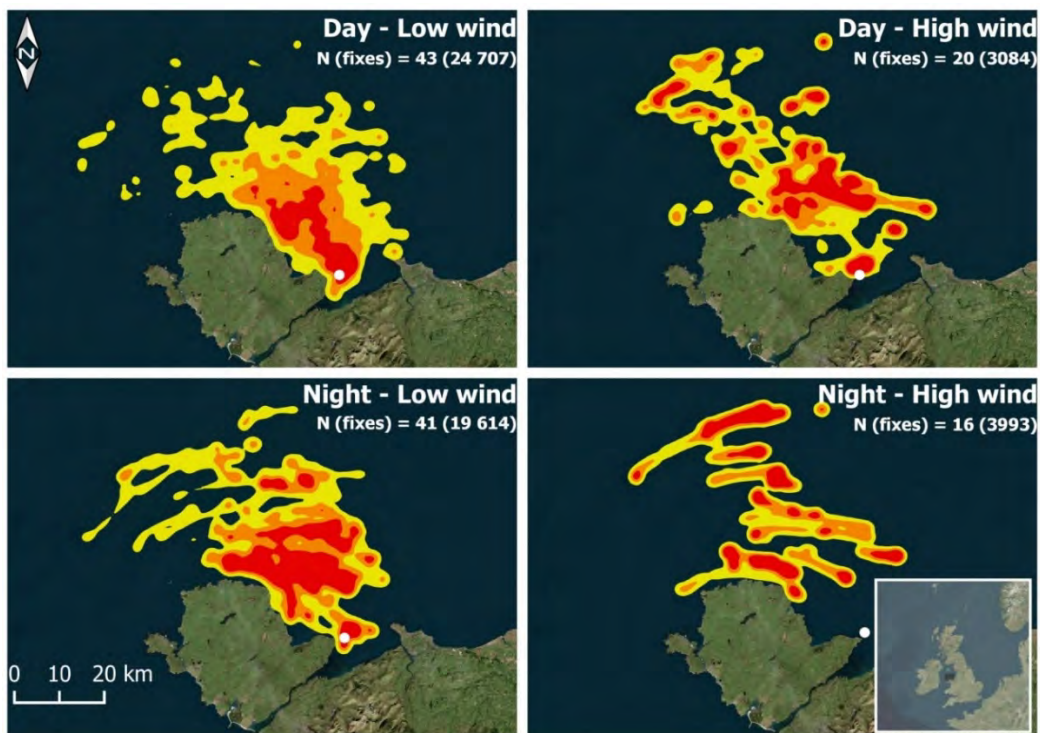 Day - Low wind
N (fixes) = 43 (24 707)
N
Day - High wind
N (fixes) = 20 (3084)
Night - Low wind
N (fixes) = 41 (19 614)
0 10 20 km
Night - High wind
N (fixes) = 16 (3993)